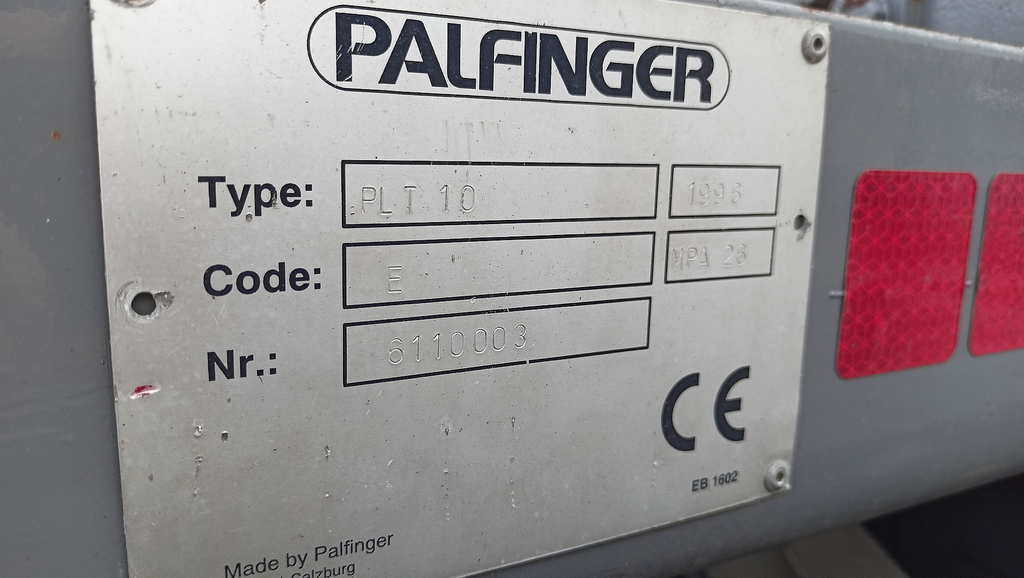 PALFINGER
Type: PLT 10 1996
Code: E MPA 26
Nr.: 6110003
CE
EB 1602
Made by Palfinger
Salzburg